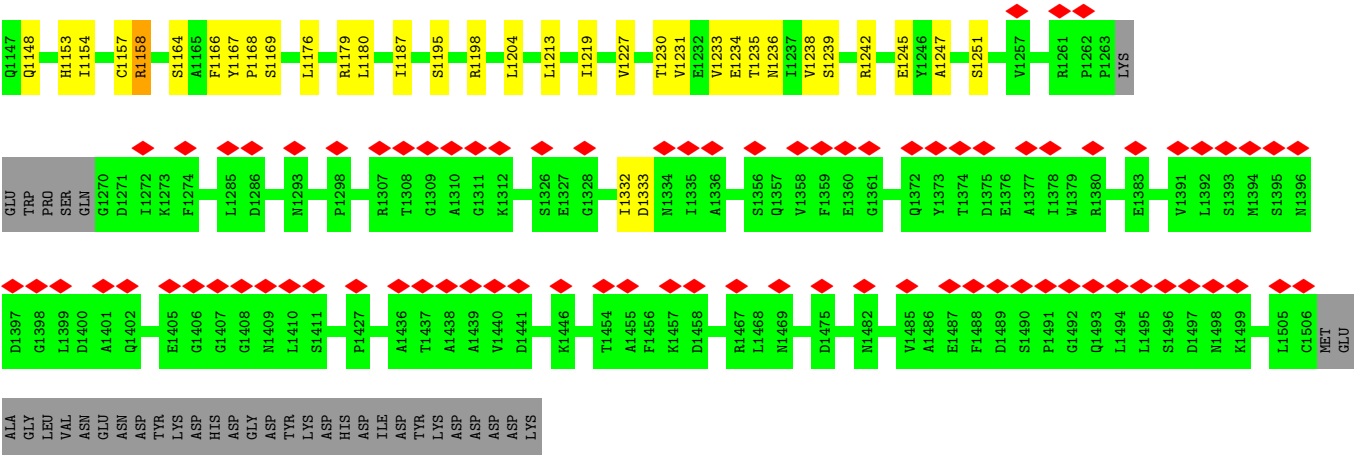 Q1147 Q1148 H1153 I1154 C1157 R1158 S1164 A1165 F1166 Y1167 P1168 S1169 L1176 R1179 L1180 I1187 S1195 R1198 L1204 L1213 I1219 V1227 T1230 V1231 E1232 V1233 E1234 T1235 N1236 I1237 V1238 S1239 R1242 E1245 Y1246 A1247 S1251 V1257 R1261 P1262 P1263 LYS
GLU TRP PRO SER GLN G1270 D1271 I1272 K1273 F1274 L1285 D1286 N1293 P1298 R1307 T1308 G1309 A1310 G1311 K1312 S1326 E1327 G1328 I1332 D1333 N1334 I1335 A1336 S1356 Q1357 V1358 F1359 E1360 G1361 Q1372 Y1373 T1374 D1375 E1376 A1377 I1378 W1379 R1380 E1383 V1391 L1392 S1393 M1394 S1395 N1396
D1397 G1398 L1399 D1400 A1401 Q1402 E1405 G1406 G1407 G1408 N1409 L1410 S1411 P1427 A1436 T1437 A1438 A1439 V1440 D1441 K1446 T1454 A1455 F1456 K1457 D1458 R1467 L1468 N1469 D1475 N1482 V1485 A1486 E1487 F1488 D1489 S1490 P1491 G1492 Q1493 L1494 L1495 S1496 D1497 N1498 K1499 L1505 C1506 MET GLU
ALA GLY LEU VAL ASN GLU ASN ASP TYR LYS ASP HIS ASP GLY ASP TYR LYS ASP HIS ASP ILE ASP TYR LYS ASP ASP ASP ASP LYS